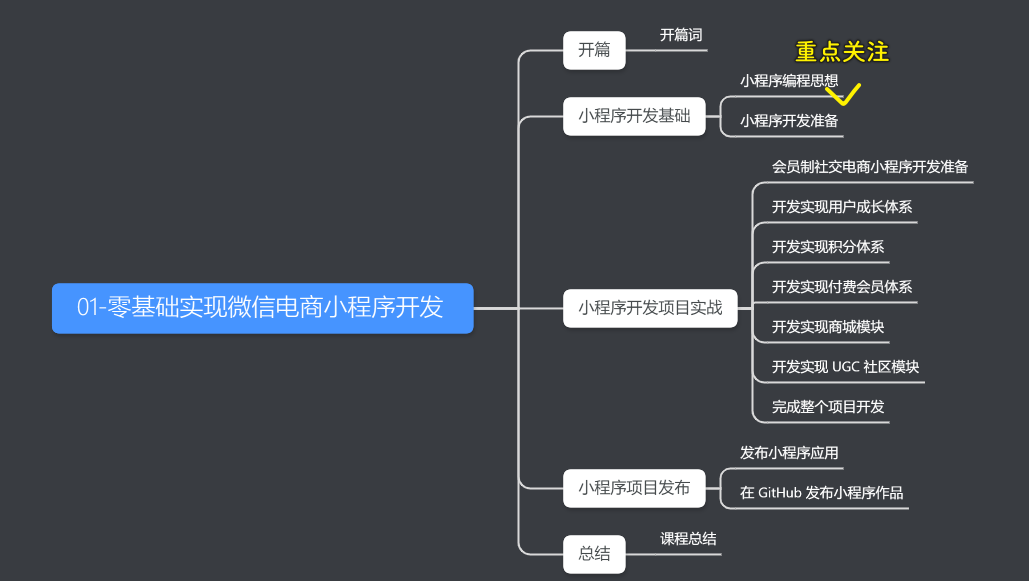 01-零基础实现微信电商小程序开发
开篇
开篇词
重点关注
小程序开发基础
小程序编程思想
小程序开发准备
小程序开发项目实战
会员制社交电商小程序开发准备
开发实现用户成长体系
开发实现积分体系
开发实现付费会员体系
开发实现商城模块
开发实现 UGC 社区模块
完成整个项目开发
小程序项目发布
发布小程序应用
在 GitHub 发布小程序作品
总结
课程总结